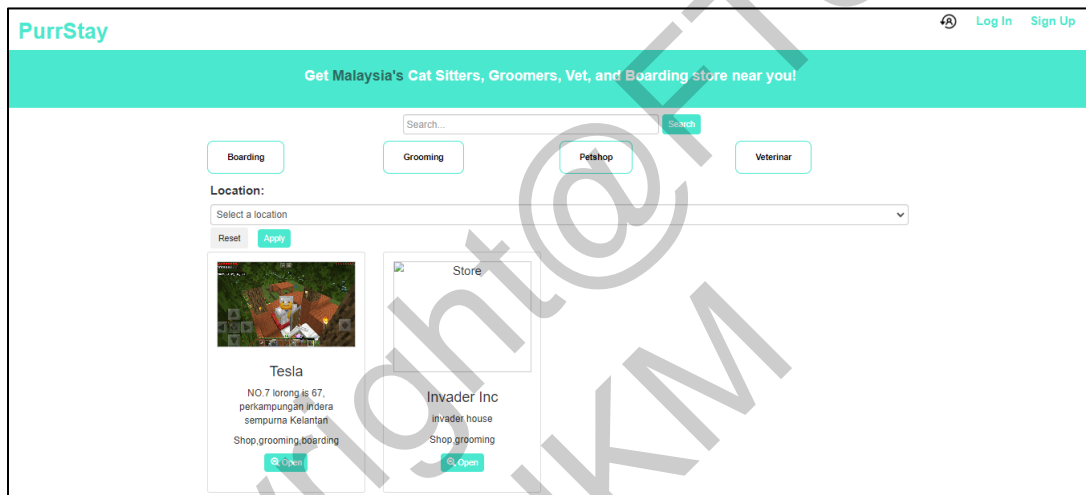 PurrStay
Log In Sign Up
Get Malaysia's Cat Sitters, Groomers, Vet, and Boarding store near you!
Search... Search
Boarding Grooming Petshop Veterinar
Location:
Select a location
Reset Apply
Store
Tesla
NO.7 lorong is 67,
perkampungan indera
sempurna Kelantan
Shop,grooming,boarding
Open
Invader Inc
invader house
Shop,grooming
Open